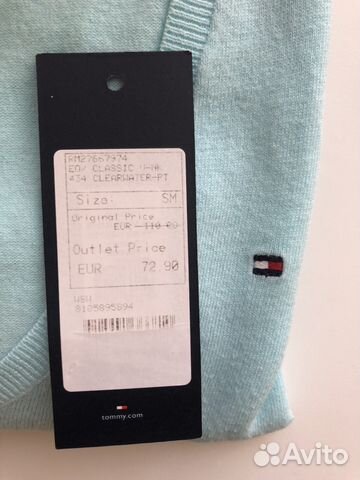 RM27667974
EO/ CLASSIC V-NK
434 CLEARWATER-PT
Size: SM
Original Price
EUR 110.00
Outlet Price
EUR 72.90
WSW
8105895894
tommy.com
Avito